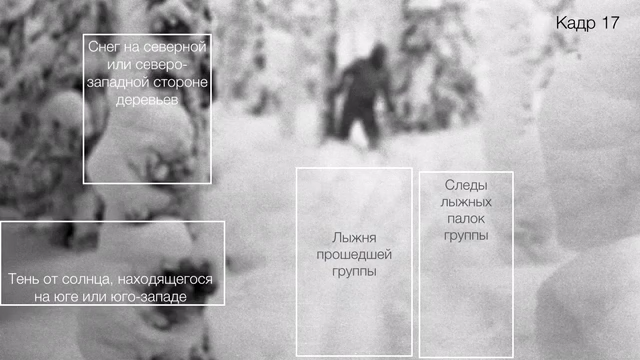 Кадр 17
Снег на северной
или северо-
западной стороне
деревьев
Следы
лыжных
палок
группы
Лыжня
прошедшей
группы
Тень от солнца, находящегося
на юге или юго-западе